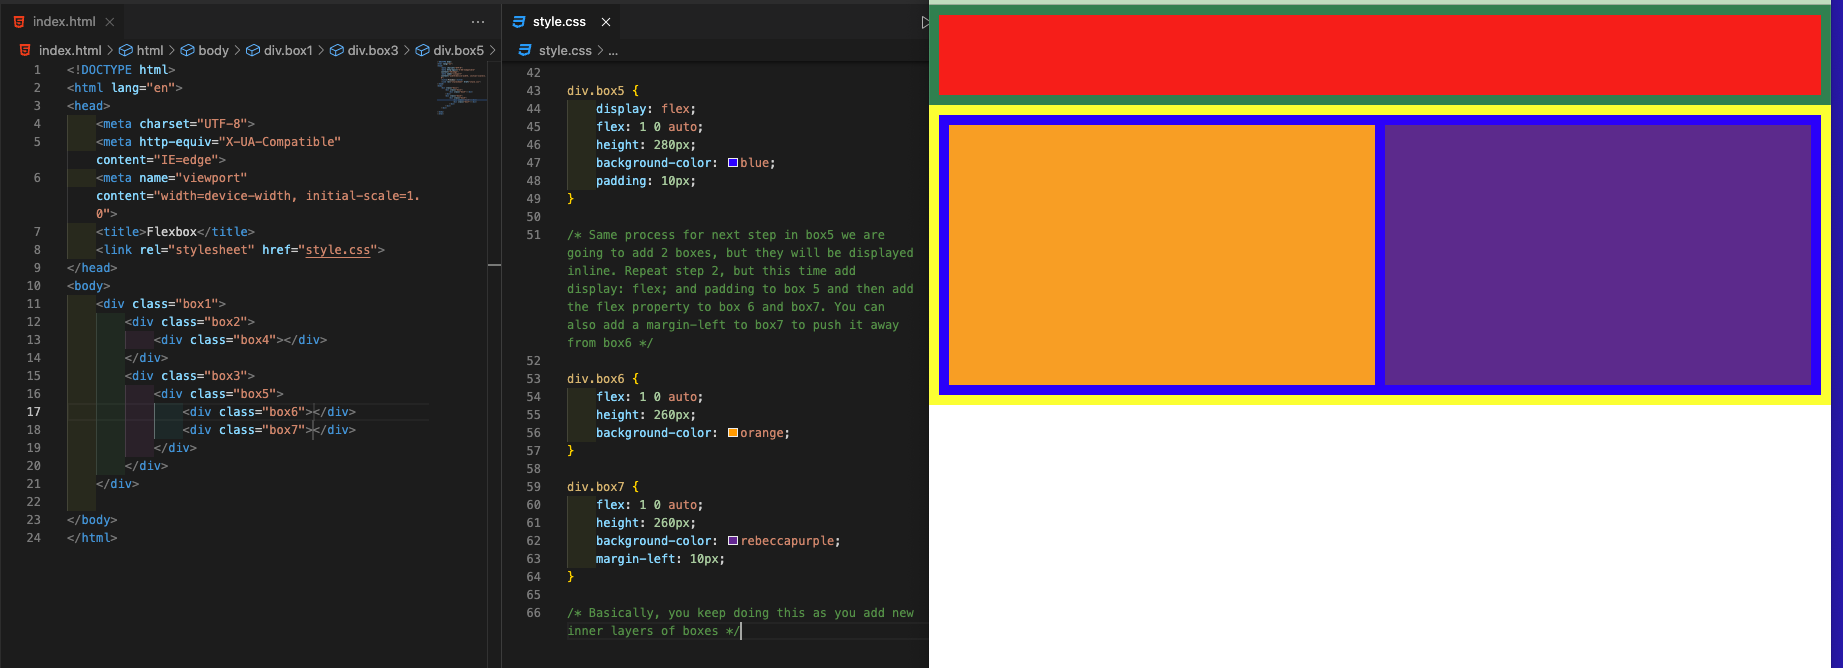 index.html
index.html > html > body > div.box1 > div.box3 > div.box5 >
1 <!DOCTYPE html>
2 <html lang="en">
3 <head>
4 <meta charset="UTF-8">
5 <meta http-equiv="X-UA-Compatible"
content="IE=edge">
6 <meta name="viewport"
content="width=device-width, initial-scale=1.
0">
7 <title>Flexbox</title>
8 <link rel="stylesheet" href="style.css">
9 </head>
10 <body>
11 <div class="box1">
12 <div class="box2">
13 <div class="box4"></div>
14 </div>
15 <div class="box3">
16 <div class="box5">
17 <div class="box6"></div>
18 <div class="box7"></div>
19 </div>
20 </div>
21 </div>
22
23 </body>
24 </html>
style.css
style.css > ...
42
43 div.box5 {
44 display: flex;
45 flex: 1 0 auto;
46 height: 280px;
47 background-color: blue;
48 padding: 10px;
49 }
50
51 /* Same process for next step in box5 we are
going to add 2 boxes, but they will be displayed
inline. Repeat step 2, but this time add
display: flex; and padding to box 5 and then add
the flex property to box 6 and box7. You can
also add a margin-left to box7 to push it away
from box6 */
52
53 div.box6 {
54 flex: 1 0 auto;
55 height: 260px;
56 background-color: orange;
57 }
58
59 div.box7 {
60 flex: 1 0 auto;
61 height: 260px;
62 background-color: rebeccapurple;
63 margin-left: 10px;
64 }
65
66 /* Basically, you keep doing this as you add new
inner layers of boxes */